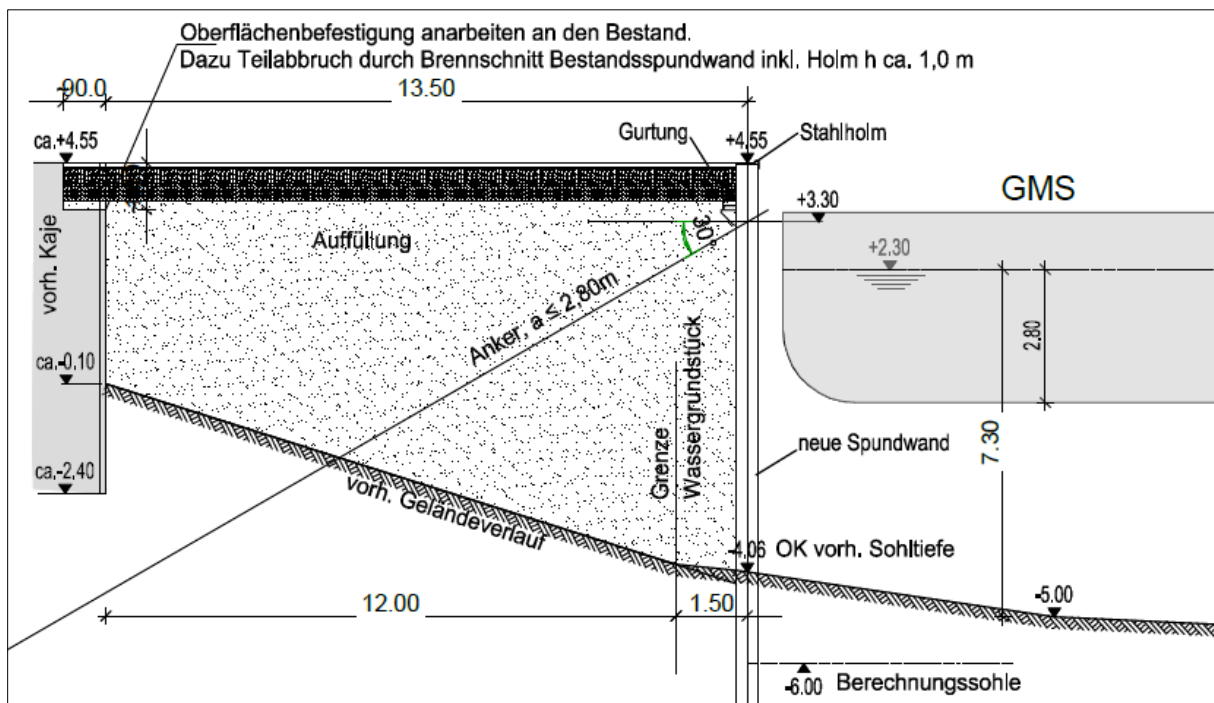 Oberflächenbefestigung anarbeiten an den Bestand.
Dazu Teilabbruch durch Brennschnitt Bestandsspundwand inkl. Holm h ca. 1,0 m
13.50
ca.+4.55
Gurtung
+4.55
Stahlholm
GMS
+3.30
30°
vorh. Kaje
Auffüllung
+2.30
Anker, a ≤ 2,80m
2.80
ca.-0.10
Grenze
Wassergrundstück
7.30
neue Spundwand
ca.-2.40
vorh. Geländeverlauf
-4.06 OK vorh. Sohltiefe
12.00
1.50
-5.00
-6.00 Berechnungssohle